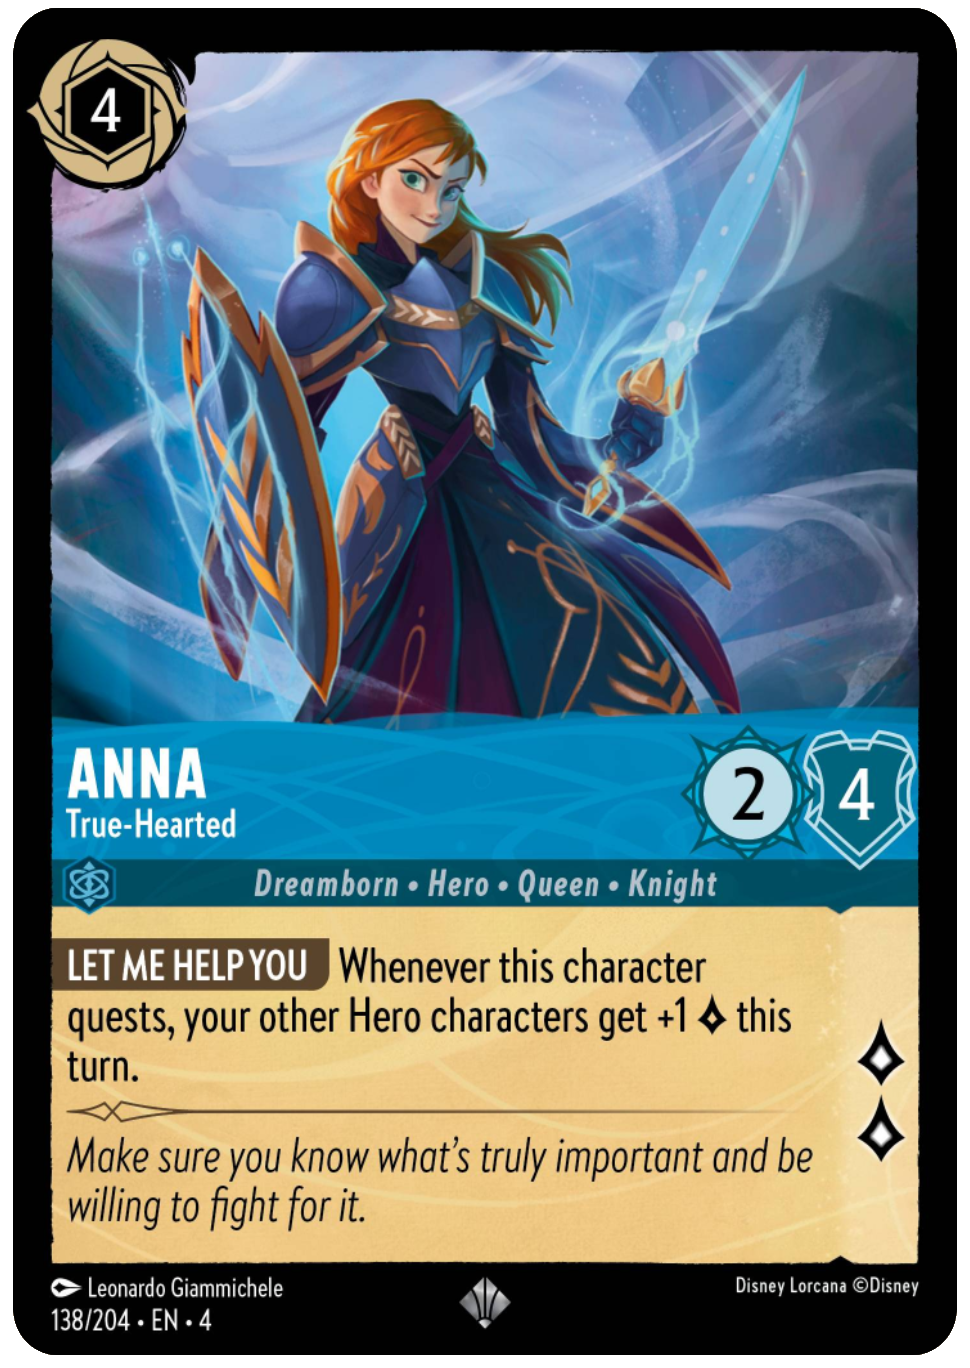 4
ANNA
True-Hearted
2
4
Dreamborn • Hero • Queen • Knight
LET ME HELP YOU Whenever this character
quests, your other Hero characters get +1 this
turn.
Make sure you know what's truly important and be
willing to fight for it.
Leonardo Giammichele
138/204 • EN • 4
Disney Lorcana ©Disney